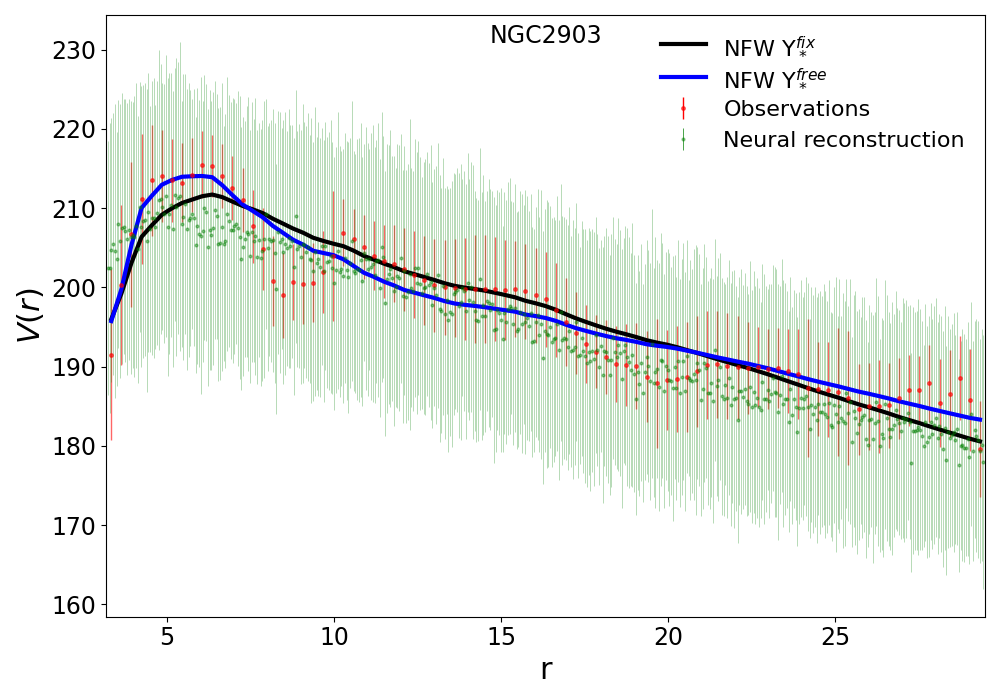 NGC2903
NFW Υ*^fix
NFW Υ*^free
Observations
Neural reconstruction
V(r)
230
220
210
200
190
180
170
160
5 10 15 20 25
r